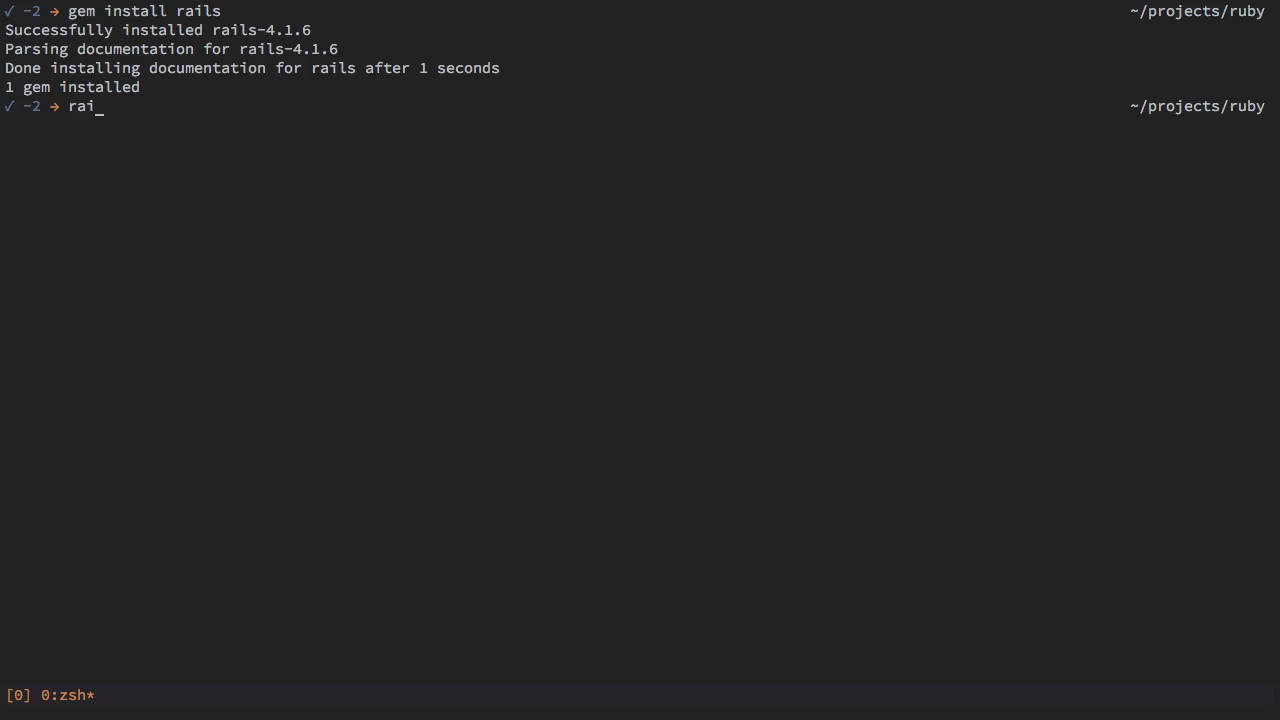 ✓ -2 → gem install rails ~/projects/ruby
Successfully installed rails-4.1.6
Parsing documentation for rails-4.1.6
Done installing documentation for rails after 1 seconds
1 gem installed
✓ -2 → rai_ ~/projects/ruby
[0] 0:zsh*